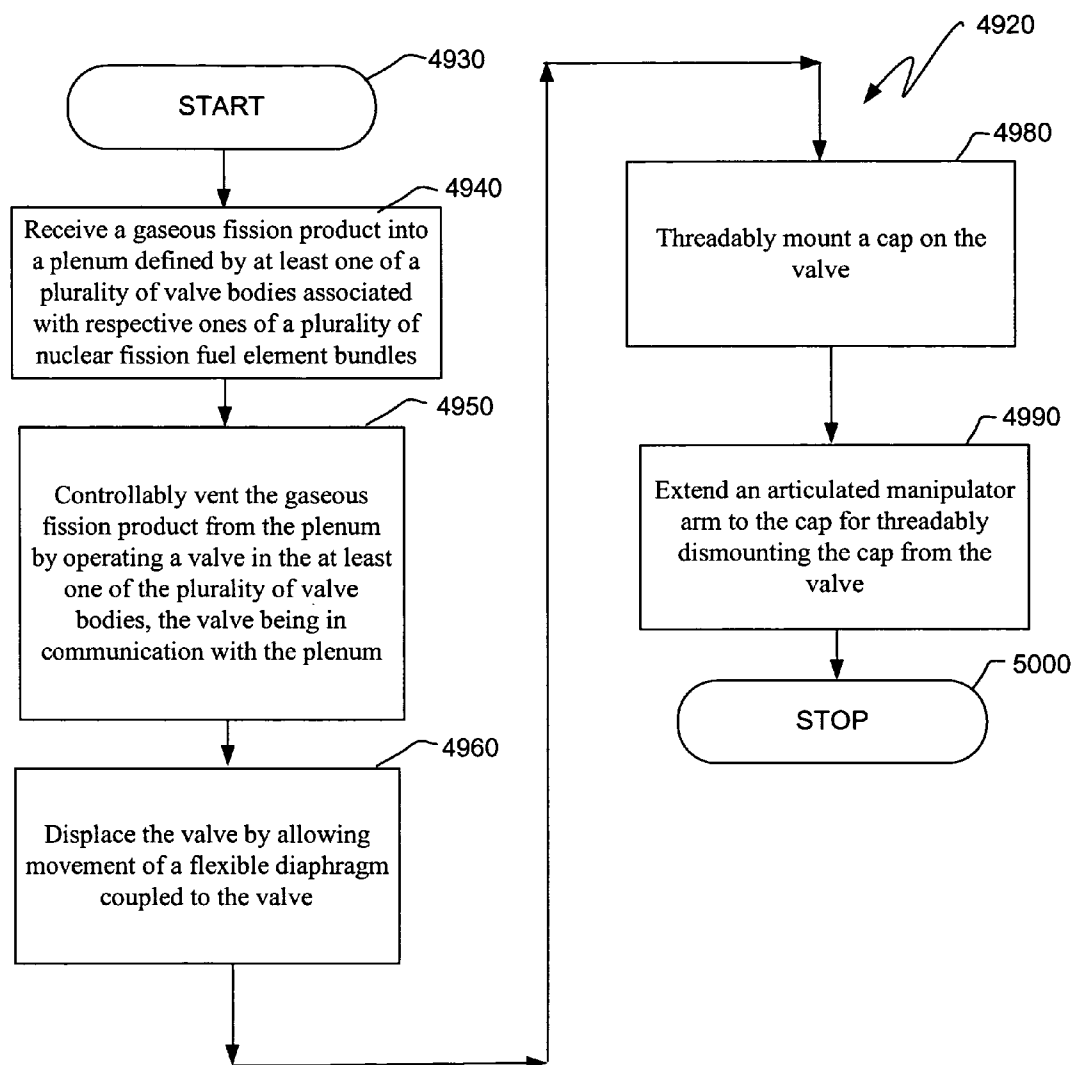 4930
START
4940
Receive a gaseous fission product into
a plenum defined by at least one of a
plurality of valve bodies associated
with respective ones of a plurality of
nuclear fission fuel element bundles
4950
Controllably vent the gaseous
fission product from the plenum
by operating a valve in the at least
one of the plurality of valve
bodies, the valve being in
communication with the plenum
4960
Displace the valve by allowing
movement of a flexible diaphragm
coupled to the valve
4920
4980
Threadably mount a cap on the
valve
4990
Extend an articulated manipulator
arm to the cap for threadably
dismounting the cap from the
valve
5000
STOP